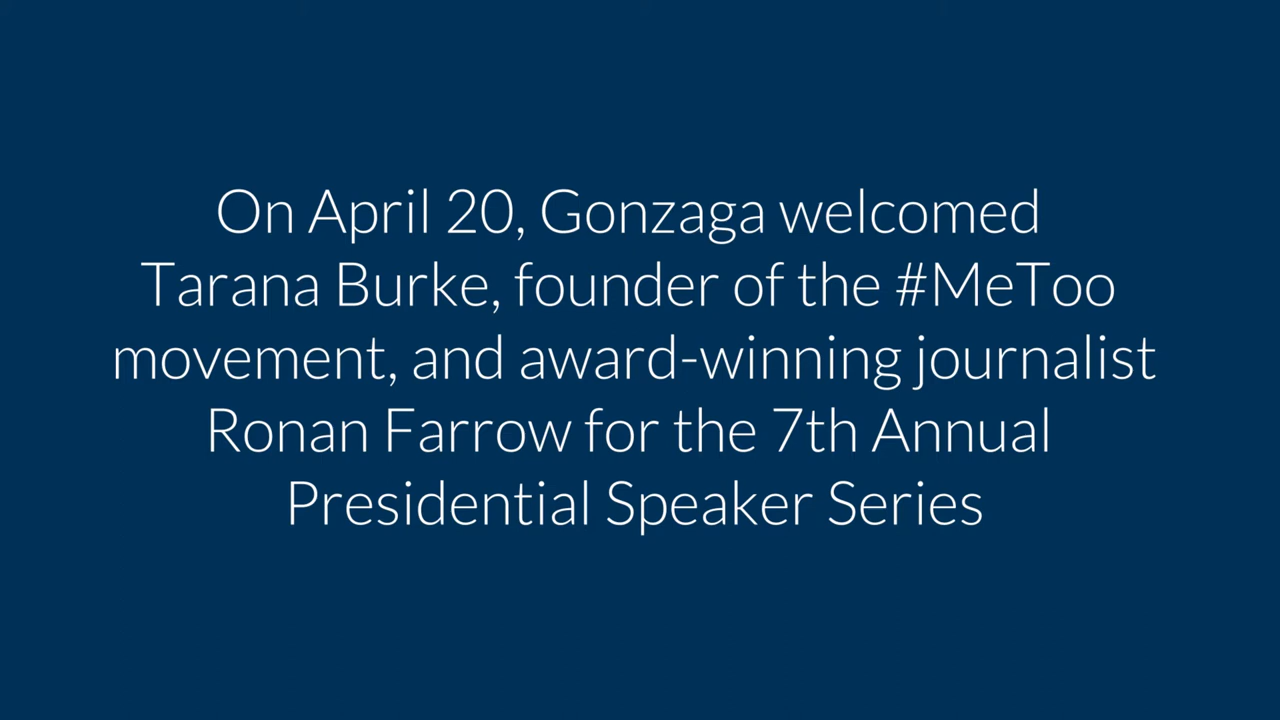 On April 20, Gonzaga welcomed
Tarana Burke, founder of the #MeToo
movement, and award-winning journalist
Ronan Farrow for the 7th Annual
Presidential Speaker Series